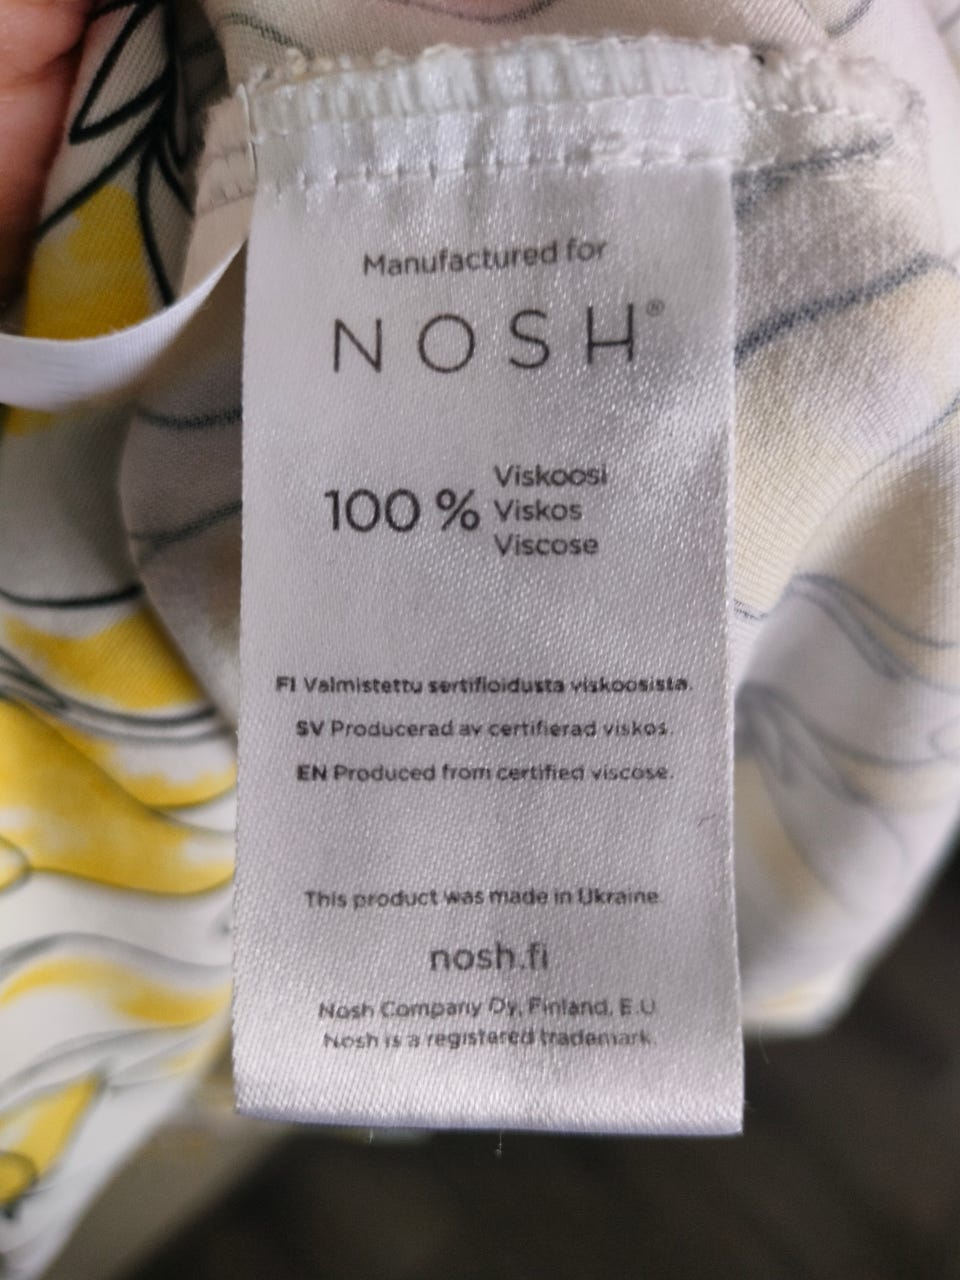 Manufactured for
NOSH®
100 % Viskoosi
Viskos
Viscose
FI Valmistettu sertifioidusta viskoosista.
SV Producerad av certifierad viskos.
EN Produced from certified viscose.
This product was made in Ukraine.
nosh.fi
Nosh Company Oy, Finland, E.U.
Nosh is a registered trademark.